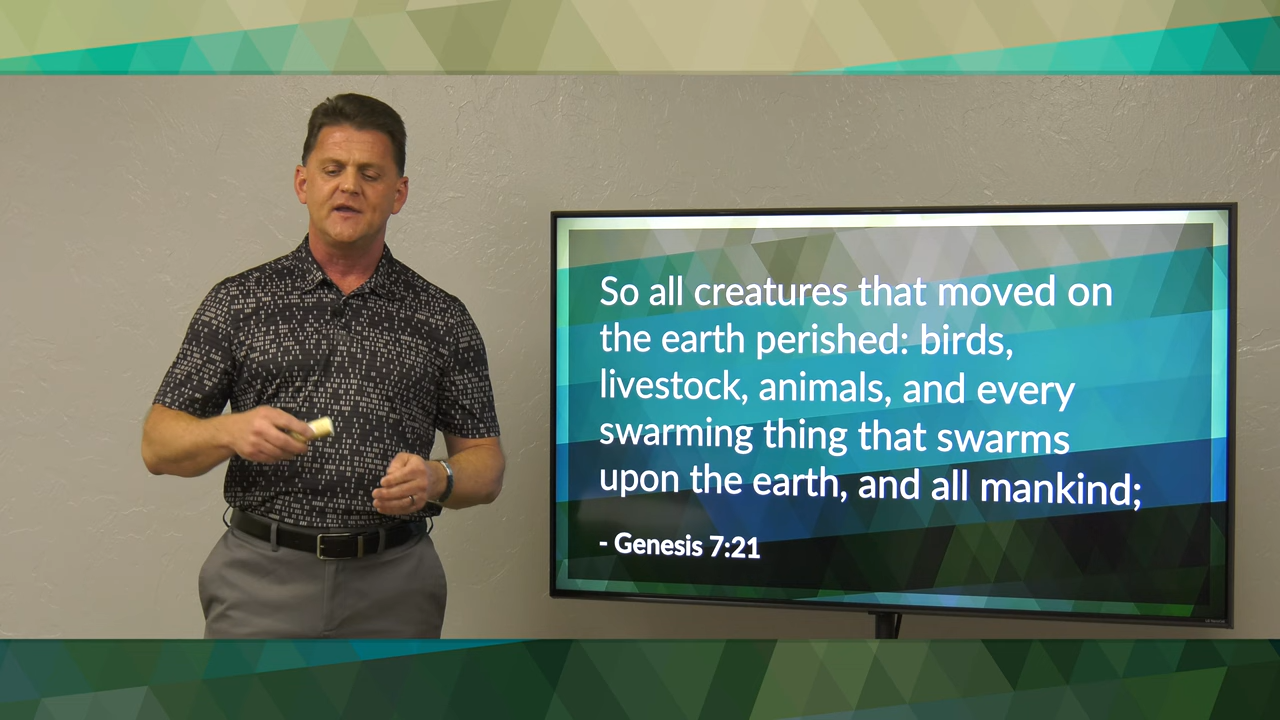 So all creatures that moved on
the earth perished: birds,
livestock, animals, and every
swarming thing that swarms
upon the earth, and all mankind;
- Genesis 7:21